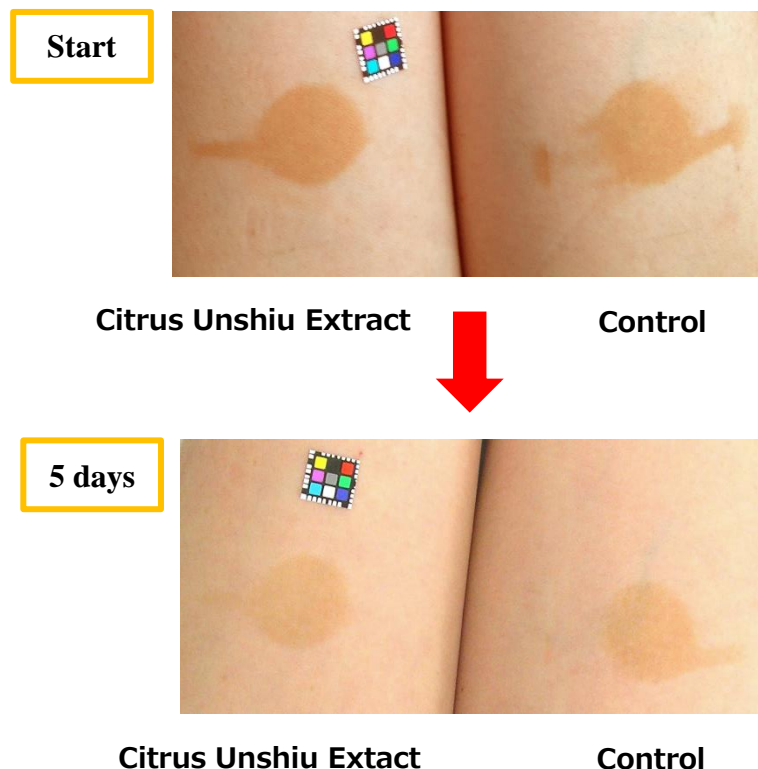 Start
Citrus Unshiu Extract
Control
5 days
Citrus Unshiu Extact
Control